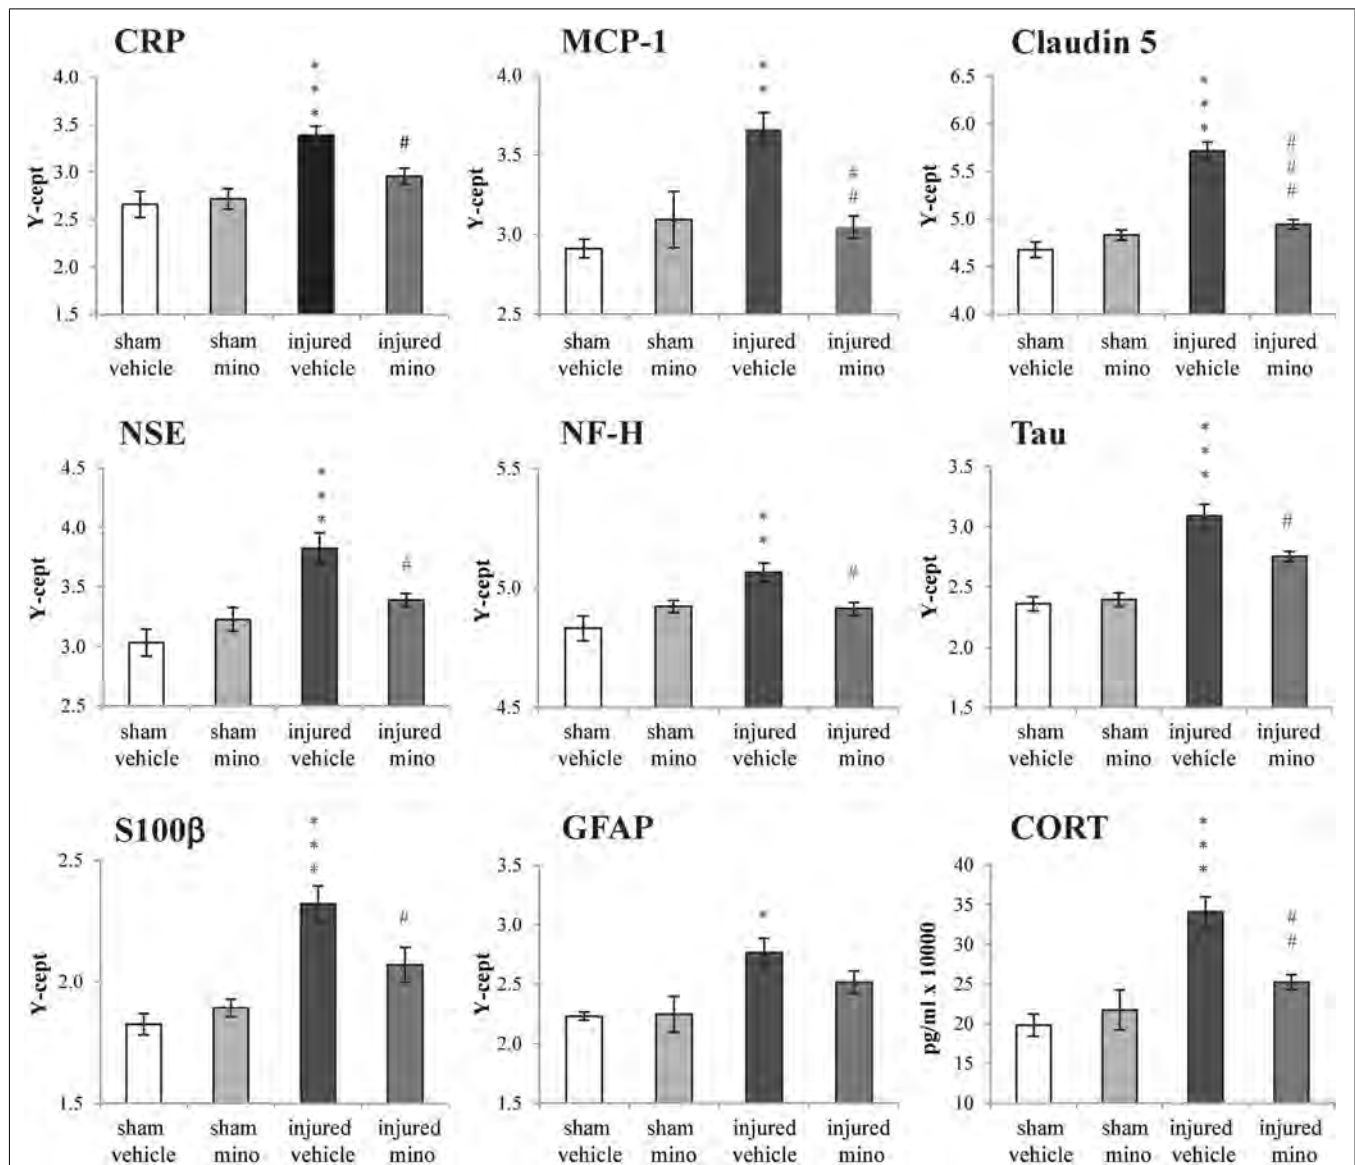 CRP
Y-cept
4.0
3.5
3.0
2.5
2.0
1.5
*
*
*
#
sham
vehicle
sham
mino
injured
vehicle
injured
mino
MCP-1
Y-cept
4.0
3.5
3.0
2.5
*
*
#
#
sham
vehicle
sham
mino
injured
vehicle
injured
mino
Claudin 5
Y-cept
6.5
6.0
5.5
5.0
4.5
4.0
*
*
*
#
#
#
sham
vehicle
sham
mino
injured
vehicle
injured
mino
NSE
Y-cept
4.5
4.0
3.5
3.0
2.5
*
*
*
#
sham
vehicle
sham
mino
injured
vehicle
injured
mino
NF-H
Y-cept
5.5
5.0
4.5
*
*
#
sham
vehicle
sham
mino
injured
vehicle
injured
mino
Tau
Y-cept
3.5
3.0
2.5
2.0
1.5
*
*
*
#
sham
vehicle
sham
mino
injured
vehicle
injured
mino
S100β
Y-cept
2.5
2.0
1.5
*
*
*
#
sham
vehicle
sham
mino
injured
vehicle
injured
mino
GFAP
Y-cept
3.5
3.0
2.5
2.0
1.5
*
sham
vehicle
sham
mino
injured
vehicle
injured
mino
CORT
pg/ml x 10000
40
35
30
25
20
15
10
*
*
*
#
#
sham
vehicle
sham
mino
injured
vehicle
injured
mino